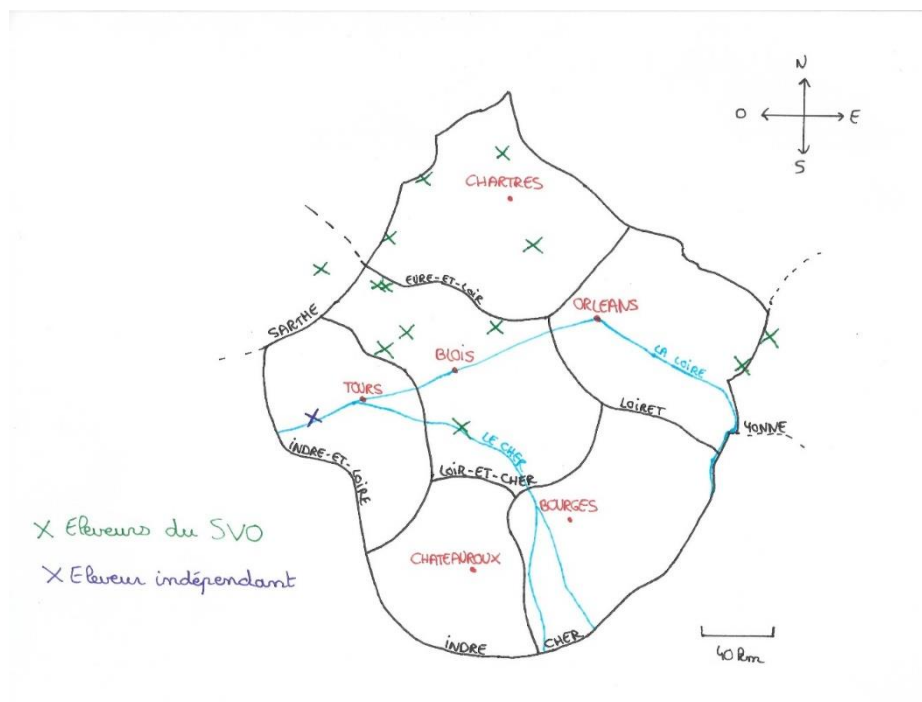 N
O
E
S
CHARTRES
EURE-ET-LOIR
SARTHE
ORLEANS
BLOIS
LA LOIRE
TOURS
LOIRET
YONNE
LE CHER
INDRE-ET-LOIRE
LOIR-ET-CHER
BOURGES
X Eleveurs du SVO
CHATEAUROUX
X Eleveur indépendant
INDRE
CHER
40 km